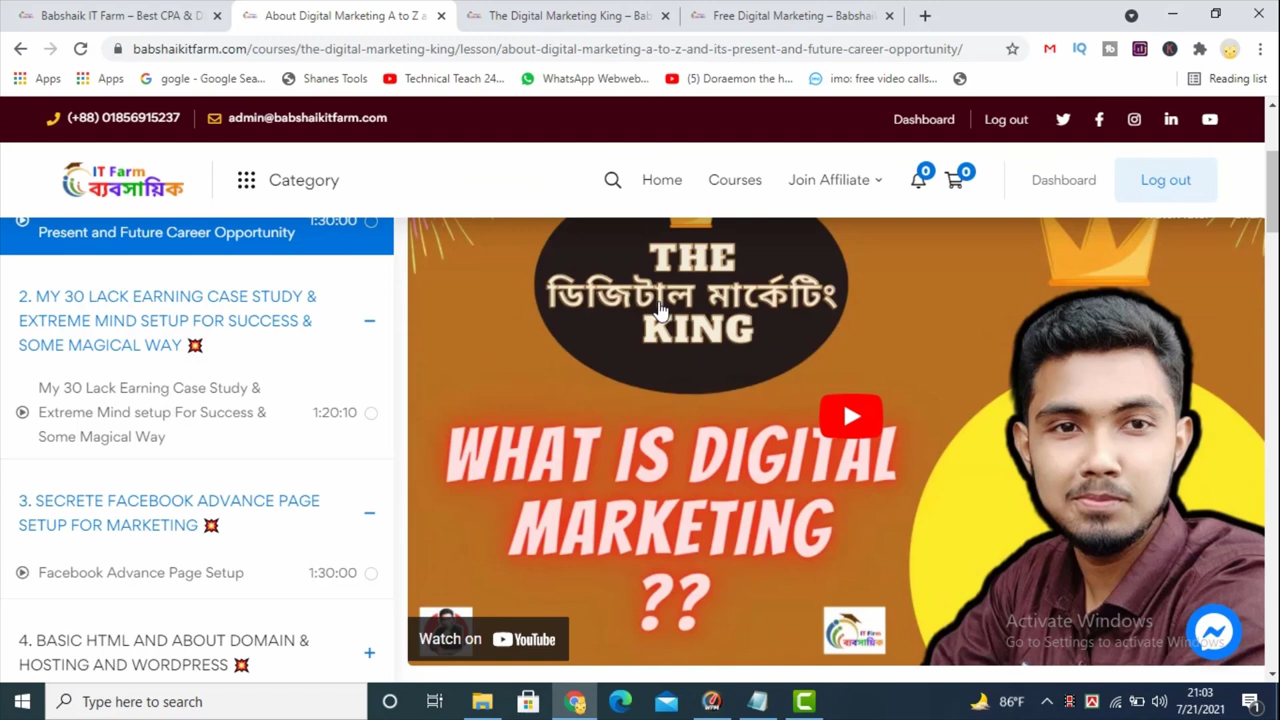 Babshaik IT Farm – Best CPA & D
About Digital Marketing A to Z a
The Digital Marketing King – Bab
Free Digital Marketing – Babshai
babshaikitfarm.com/courses/the-digital-marketing-king/lesson/about-digital-marketing-a-to-z-and-its-present-and-future-career-opportunity/
Apps
Apps
gogle - Google Sea...
Shanes Tools
Technical Teach 24...
WhatsApp Webweb...
(5) Doraemon the h...
imo: free video calls...
Reading list
(+88) 01856915237
admin@babshaikitfarm.com
Dashboard
Log out
IT Farm
ব্যবসায়িক
Category
Home
Courses
Join Affiliate
0
0
Dashboard
Log out
1:30:00
Present and Future Career Opportunity
2. MY 30 LACK EARNING CASE STUDY &
EXTREME MIND SETUP FOR SUCCESS &
SOME MAGICAL WAY
My 30 Lack Earning Case Study &
Extreme Mind setup For Success &
Some Magical Way
1:20:10
3. SECRETE FACEBOOK ADVANCE PAGE
SETUP FOR MARKETING
Facebook Advance Page Setup
1:30:00
4. BASIC HTML AND ABOUT DOMAIN &
HOSTING AND WORDPRESS
THE
ডিজিটাল মার্কেটিং
KING
WHAT IS DIGITAL
MARKETING
??
Watch on YouTube
IT Farm
ব্যবসায়িক
Activate Windows
Go to Settings to activate Windows
Type here to search
86°F
21:03
7/21/2021
1